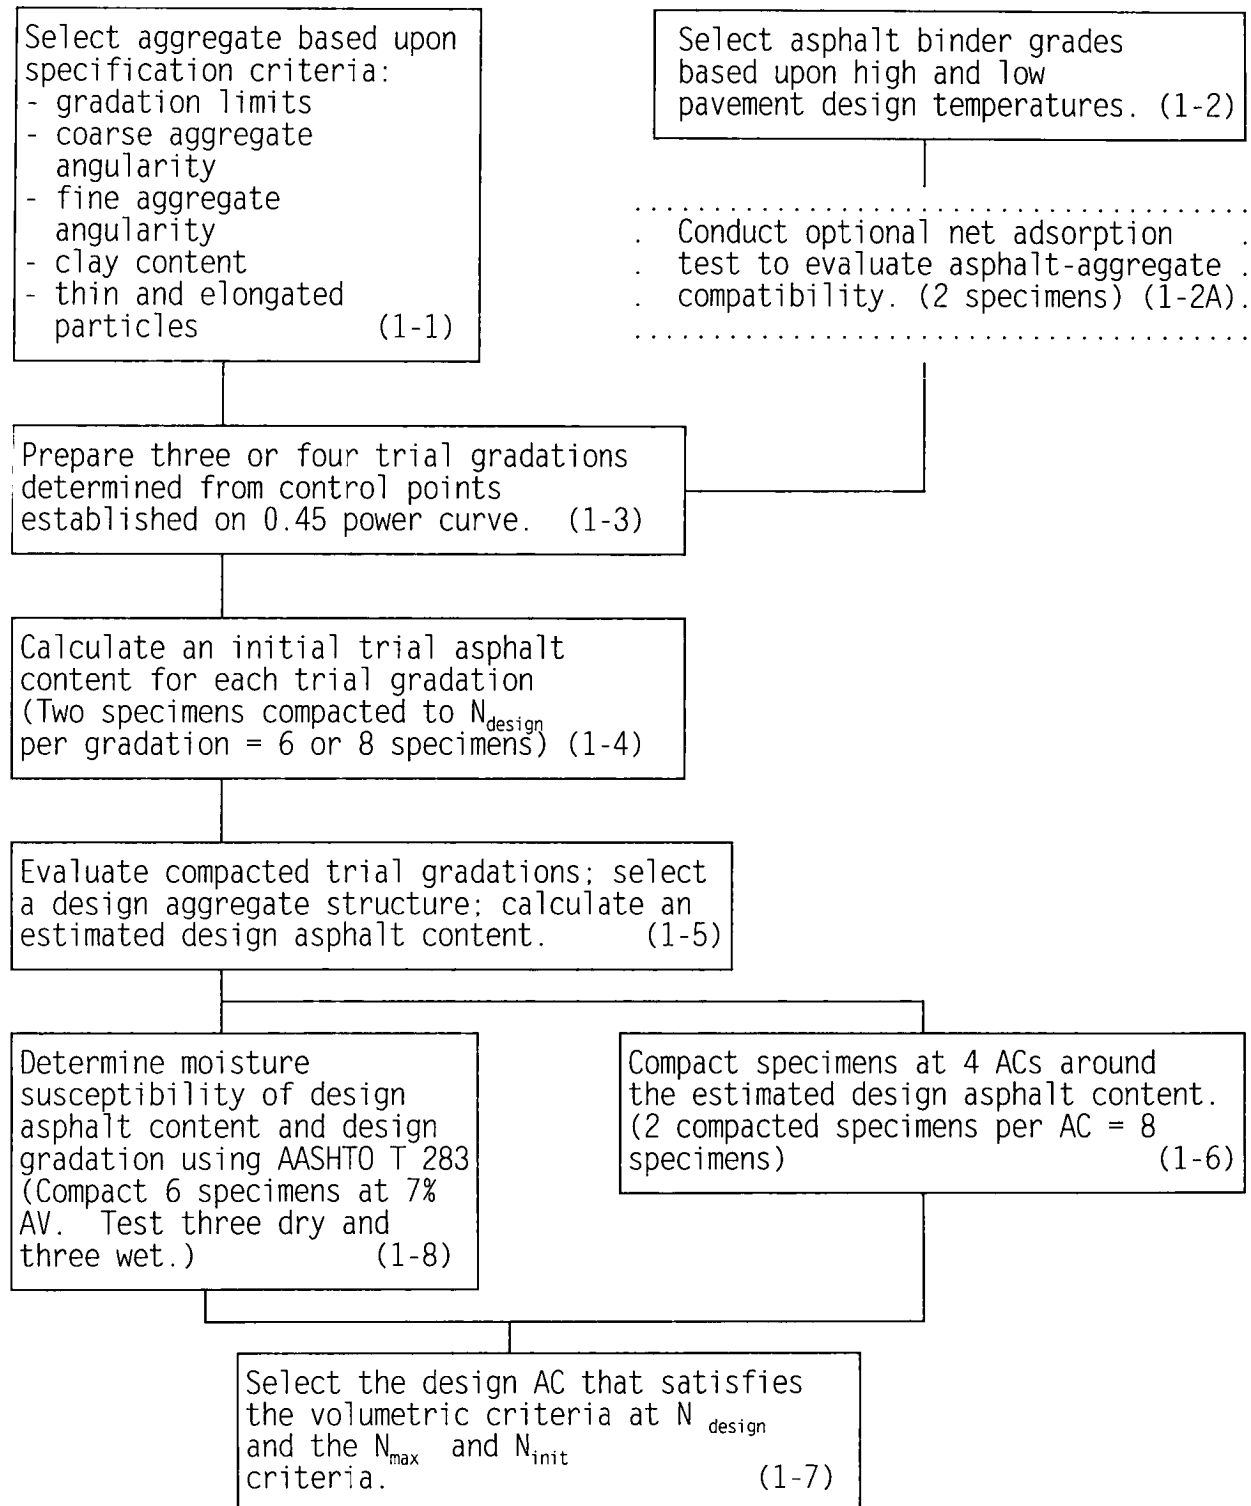 Select aggregate based upon
specification criteria:
- gradation limits
- coarse aggregate
angularity
- fine aggregate
angularity
- clay content
- thin and elongated
particles (1-1)
Select asphalt binder grades
based upon high and low
pavement design temperatures. (1-2)
Conduct optional net adsorption
test to evaluate asphalt-aggregate
compatibility. (2 specimens) (1-2A)
Prepare three or four trial gradations
determined from control points
established on 0.45 power curve. (1-3)
Calculate an initial trial asphalt
content for each trial gradation
(Two specimens compacted to Ndesign
per gradation = 6 or 8 specimens) (1-4)
Evaluate compacted trial gradations; select
a design aggregate structure; calculate an
estimated design asphalt content. (1-5)
Determine moisture
susceptibility of design
asphalt content and design
gradation using AASHTO T 283
(Compact 6 specimens at 7%
AV. Test three dry and
three wet.) (1-8)
Compact specimens at 4 ACs around
the estimated design asphalt content.
(2 compacted specimens per AC = 8
specimens) (1-6)
Select the design AC that satisfies
the volumetric criteria at N design
and the Nmax and Ninit
criteria. (1-7)